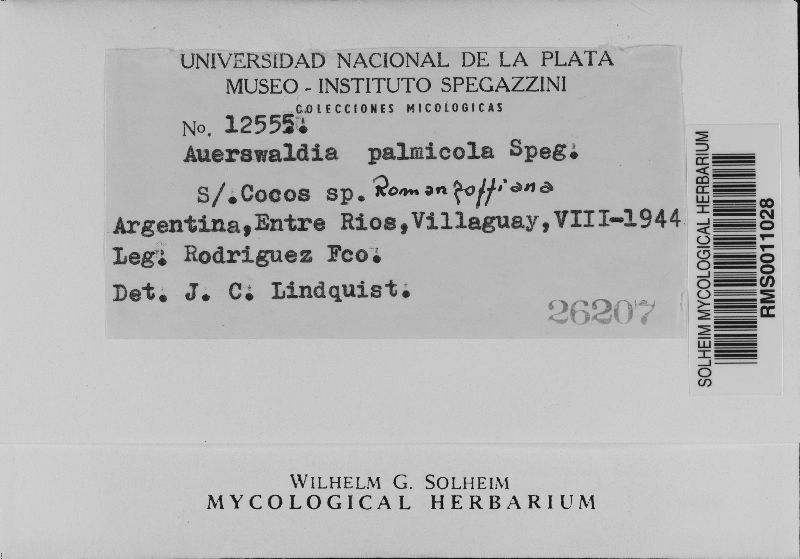 UNIVERSIDAD NACIONAL DE LA PLATA
MUSEO - INSTITUTO SPEGAZZINI
COLECCIONES MICOLOGICAS
No. 12555.
Auerswaldia palmicola Speg.
S/.Cocos sp. Romanzoffiana
Argentina,Entre Rios,Villaguay,VIII-1944
Leg. Rodriguez Fco.
Det. J. C. Lindquist.
26207
SOLHEIM MYCOLOGICAL HERBARIUM
RMS0011028
WILHELM G. SOLHEIM
MYCOLOGICAL HERBARIUM